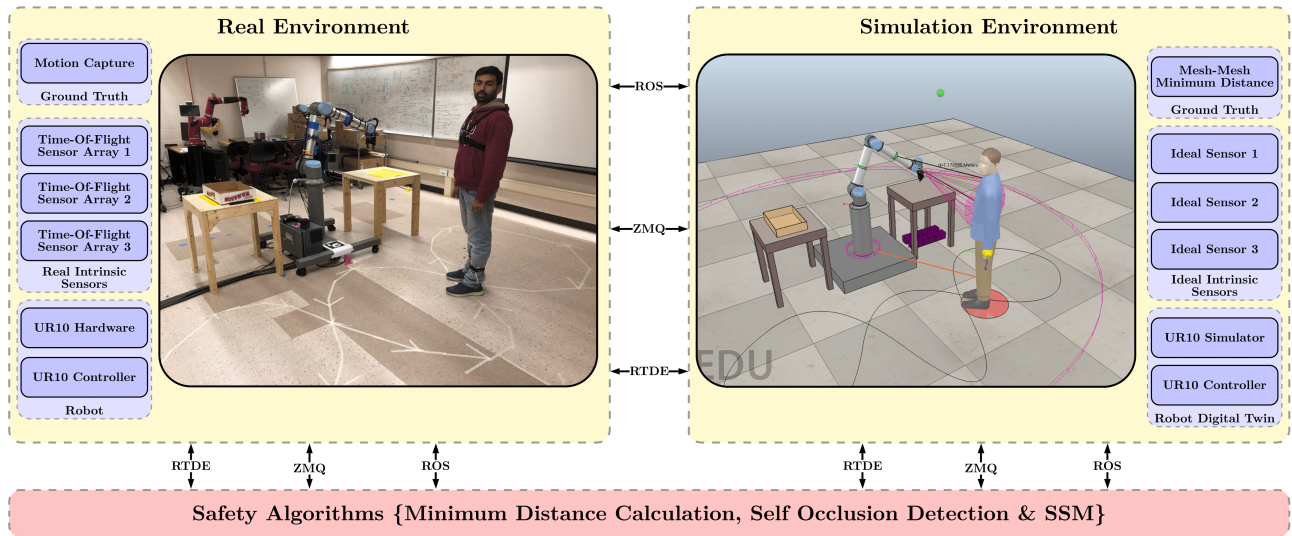 Real Environment
Motion Capture
Ground Truth
Time-Of-Flight
Sensor Array 1
Time-Of-Flight
Sensor Array 2
Time-Of-Flight
Sensor Array 3
Real Intrinsic
Sensors
UR10 Hardware
UR10 Controller
Robot
ROS
ZMQ
RTDE
Simulation Environment
EDU
Mesh-Mesh
Minimum Distance
Ground Truth
Ideal Sensor 1
Ideal Sensor 2
Ideal Sensor 3
Ideal Intrinsic
Sensors
UR10 Simulator
UR10 Controller
Robot Digital Twin
RTDE
ZMQ
ROS
RTDE
ZMQ
ROS
Safety Algorithms {Minimum Distance Calculation, Self Occlusion Detection & SSM}